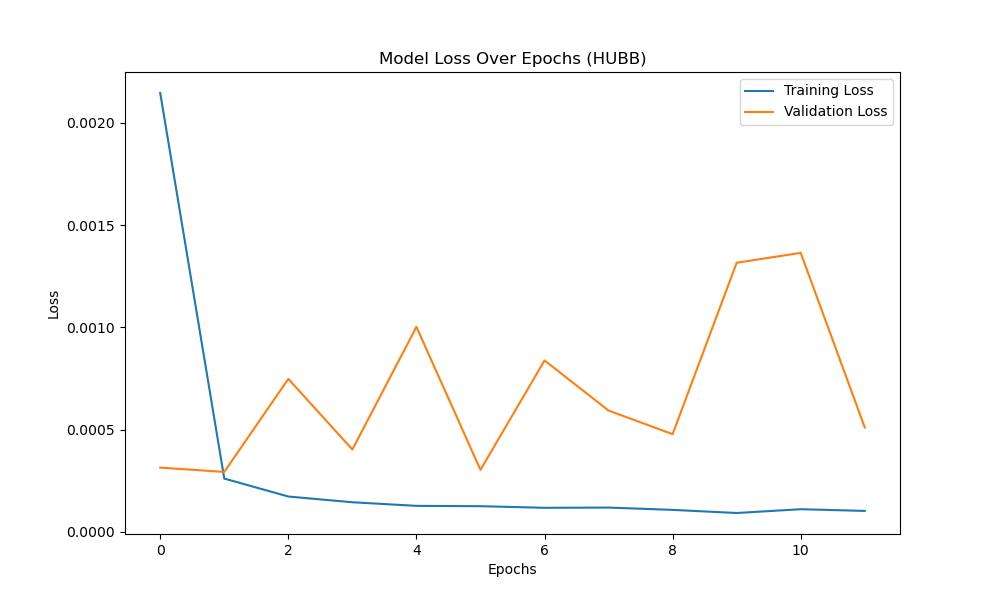 Model Loss Over Epochs (HUBB)
Training Loss
Validation Loss
0.0020
0.0015
0.0010
0.0005
0.0000
Loss
0 2 4 6 8 10
Epochs